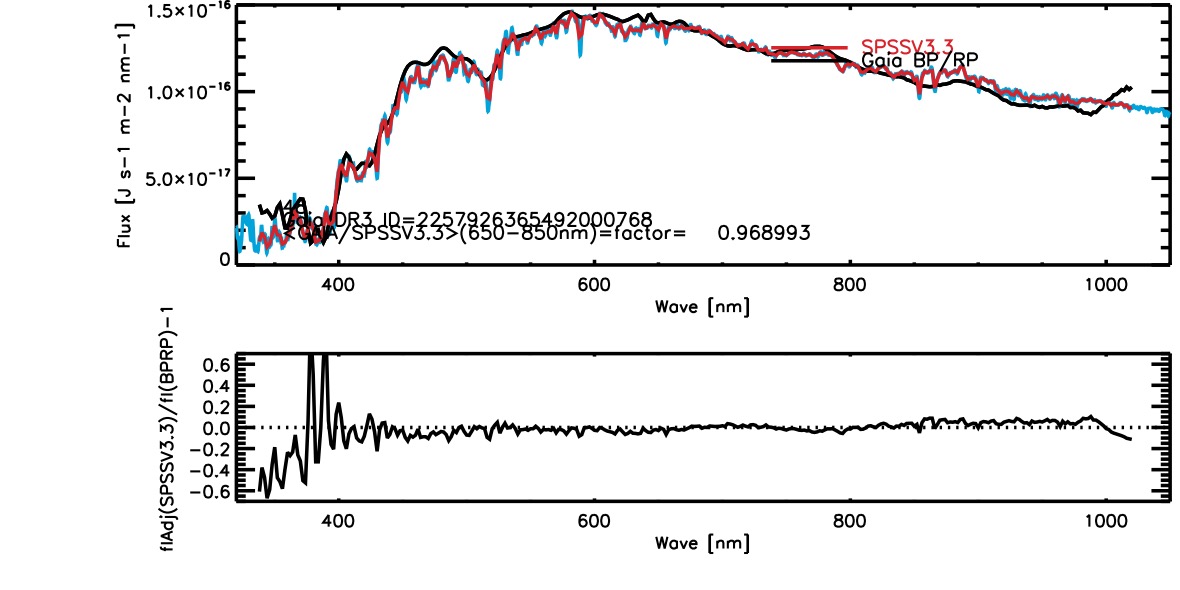 1.5×10−16
1.0×10−16
5.0×10−17
0
Flux [J s−1 m−2 nm−1]
SPSSV3.3
Gaia BP/RP
Gaia DR3 ID=2257926365492000768
<GAIA/SPSSV3.3>(650−850nm)=factor= 0.968993
400 600 800 1000
Wave [nm]
flAdj(SPSSV3.3)/fl(BPRP)−1
0.6
0.4
0.2
0.0
−0.2
−0.4
−0.6
400 600 800 1000
Wave [nm]